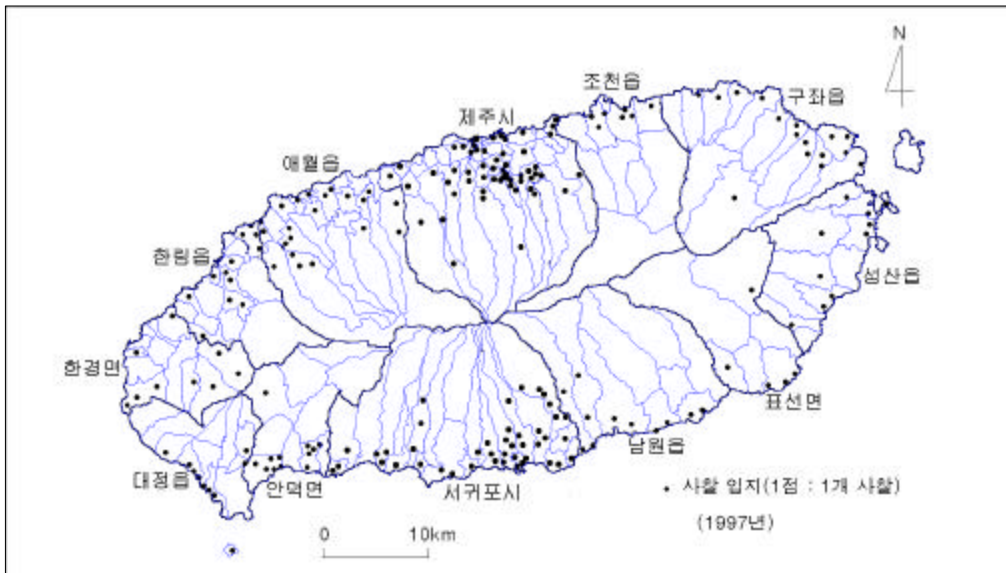 N
조천읍
구좌읍
제주시
애월읍
한림읍
성산읍
한경면
표선면
남원읍
대정읍
안덕면
서귀포시
• 사찰 입지(1점 : 1개 사찰)
(1997년)
0 10km